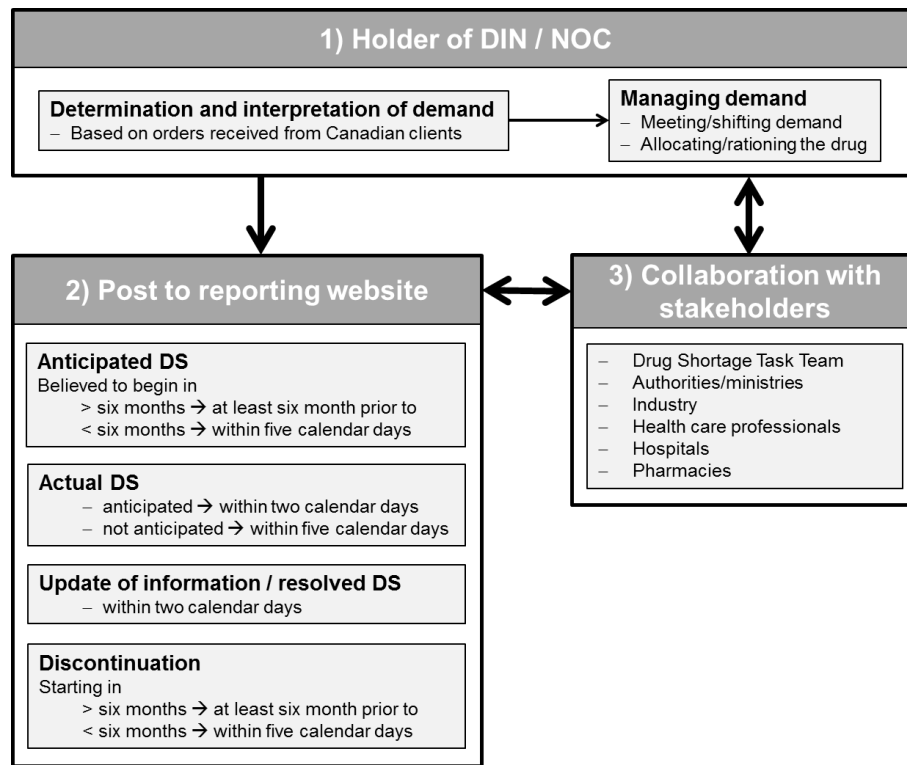 1) Holder of DIN / NOC
Determination and interpretation of demand
– Based on orders received from Canadian clients
Managing demand
– Meeting/shifting demand
– Allocating/rationing the drug
2) Post to reporting website
Anticipated DS
Believed to begin in
> six months → at least six month prior to
< six months → within five calendar days
Actual DS
– anticipated → within two calendar days
– not anticipated → within five calendar days
Update of information / resolved DS
– within two calendar days
Discontinuation
Starting in
> six months → at least six month prior to
< six months → within five calendar days
3) Collaboration with
stakeholders
– Drug Shortage Task Team
– Authorities/ministries
– Industry
– Health care professionals
– Hospitals
– Pharmacies